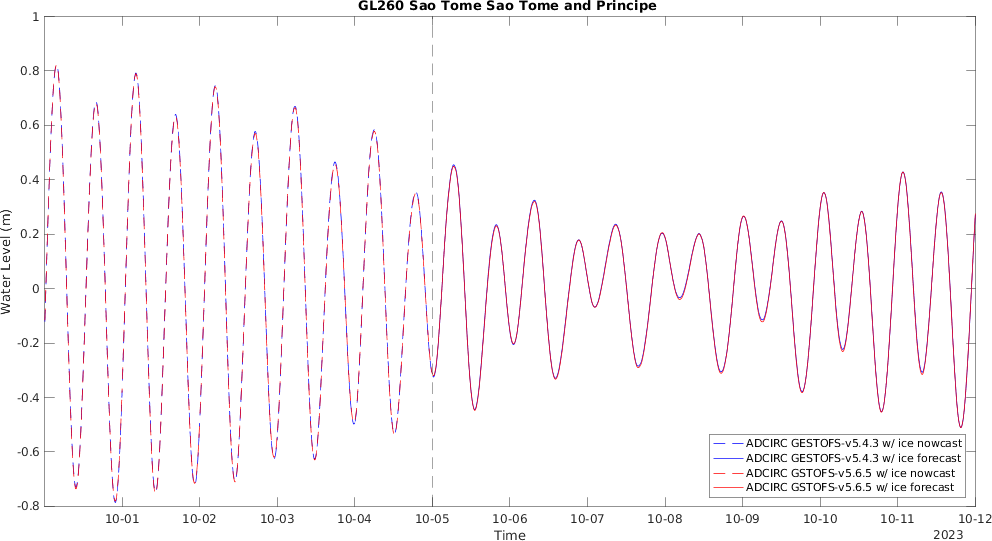 GL260 Sao Tome Sao Tome and Principe
Water Level (m)
1
0.8
0.6
0.4
0.2
0
-0.2
-0.4
-0.6
-0.8
ADCIRC GESTOFS-v5.4.3 w/ ice nowcast
ADCIRC GESTOFS-v5.4.3 w/ ice forecast
ADCIRC GSTOFS-v5.6.5 w/ ice nowcast
ADCIRC GSTOFS-v5.6.5 w/ ice forecast
10-01 10-02 10-03 10-04 10-05 10-06 10-07 10-08 10-09 10-10 10-11 10-12
Time
2023